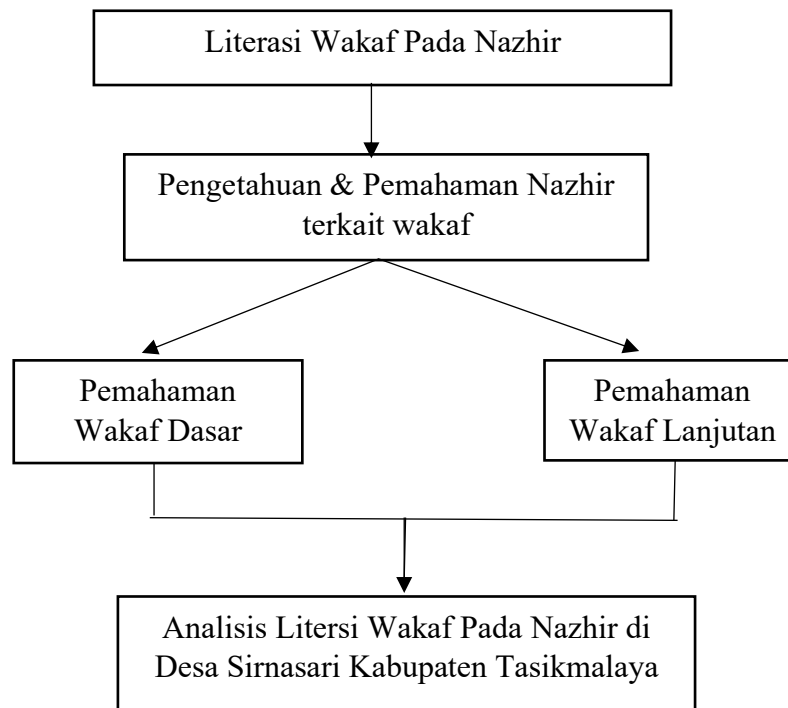 Literasi Wakaf Pada Nazhir
Pengetahuan & Pemahaman Nazhir
terkait wakaf
Pemahaman
Wakaf Dasar
Pemahaman
Wakaf Lanjutan
Analisis Litersi Wakaf Pada Nazhir di
Desa Sirnasari Kabupaten Tasikmalaya